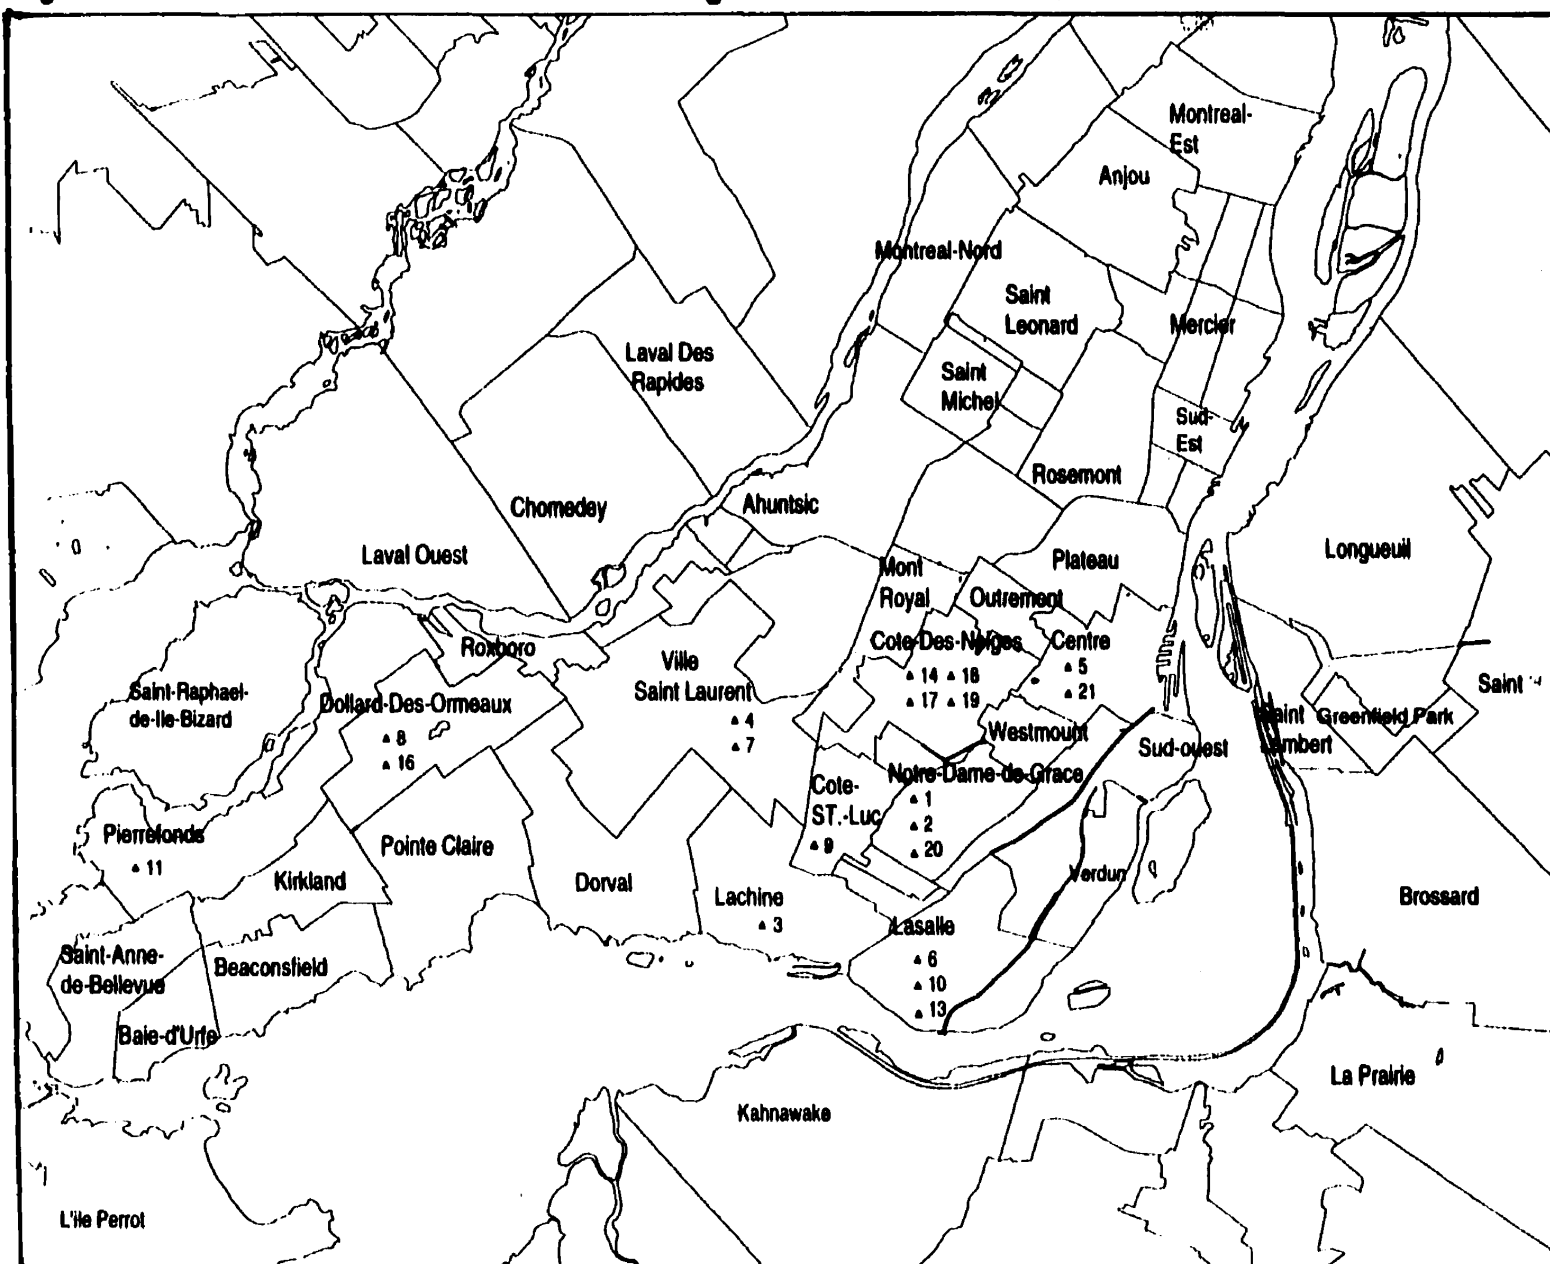 Montreal-
Est
Anjou
Montreal-Nord
Saint
Leonard
Mercier
Laval Des
Rapides
Saint
Michel
Sud-
Est
Rosemont
Chomedey
Ahuntsic
Laval Ouest
Longueuil
Plateau
Mont
Royal
Outremont
Roxboro
Cote-Des-Neiges
▲ 14 ▲ 18
▲ 17 ▲ 19
Centre
▲ 5
▲ 21
Ville
Saint Laurent
▲ 4
▲ 7
Saint-Raphael-
de-Ile-Bizard
Dollard-Des-Ormeaux
▲ 8
▲ 16
Saint
Saint
Lambert
Greenfield Park
Westmount
Sud-ouest
Notre-Dame-de-Grace
▲ 1
▲ 2
▲ 20
Cote-
ST.-Luc
▲ 9
Pierrefonds
▲ 11
Pointe Claire
Kirkland
Dorval
Verdun
Lachine
▲ 3
Brossard
Lasalle
▲ 6
▲ 10
▲ 13
Saint-Anne-
de-Bellevue
Beaconsfield
Baie-d'Urfe
La Prairie
Kahnawake
L'ile Perrot